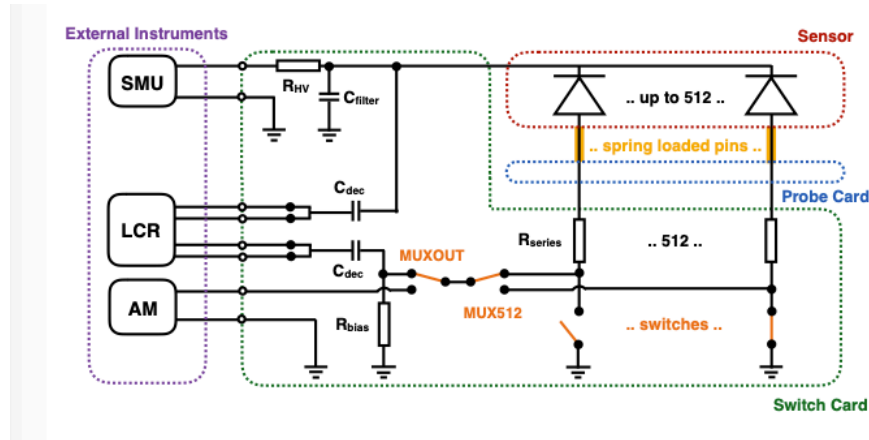 External Instruments
Sensor
SMU
R_HV
C_filter
.. up to 512 ..
.. spring loaded pins ..
Probe Card
C_dec
LCR
R_series
.. 512 ..
MUXOUT
C_dec
AM
MUX512
R_bias
.. switches ..
Switch Card